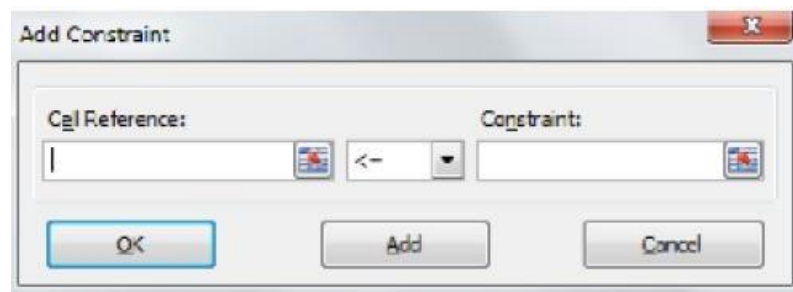 Add Constraint
Cell Reference:
Constraint:
<=
OK
Add
Cancel